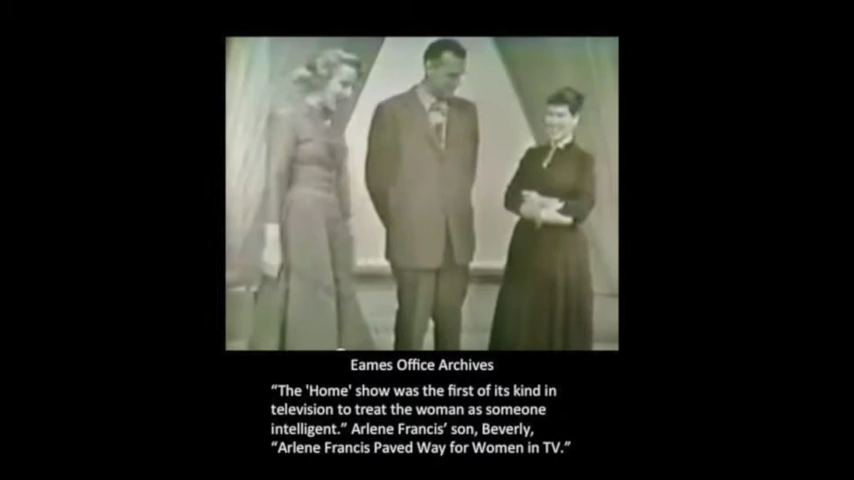 Eames Office Archives
“The 'Home' show was the first of its kind in
television to treat the woman as someone
intelligent.” Arlene Francis’ son, Beverly,
“Arlene Francis Paved Way for Women in TV.”